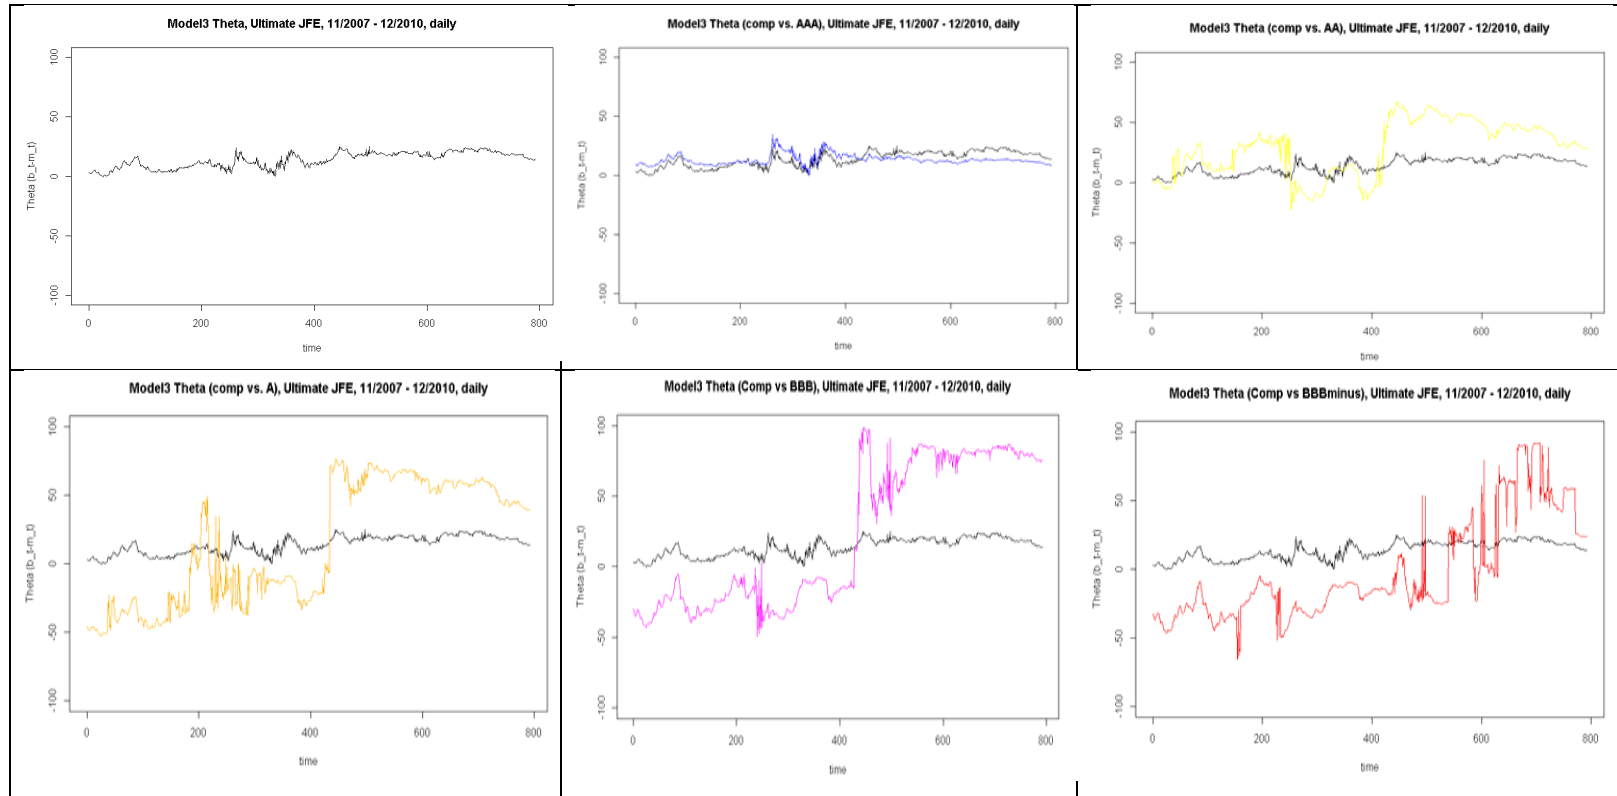 Model3 Theta, Ultimate JFE, 11/2007 - 12/2010, daily
Theta (b_t-m_t)
100
50
0
-50
-100
0 200 400 600 800
time
Model3 Theta (comp vs. AAA), Ultimate JFE, 11/2007 - 12/2010, daily
Theta (b_t-m_t)
100
50
0
-50
-100
0 200 400 600 800
time
Model3 Theta (comp vs. AA), Ultimate JFE, 11/2007 - 12/2010, daily
Theta (b_t-m_t)
100
50
0
-50
-100
0 200 400 600 800
time
Model3 Theta (comp vs. A), Ultimate JFE, 11/2007 - 12/2010, daily
Theta (b_t-m_t)
100
50
0
-50
-100
0 200 400 600 800
time
Model3 Theta (Comp vs BBB), Ultimate JFE, 11/2007 - 12/2010, daily
Theta (b_t-m_t)
100
50
0
-50
-100
0 200 400 600 800
time
Model3 Theta (Comp vs BBBminus), Ultimate JFE, 11/2007 - 12/2010, daily
Theta (b_t-m_t)
100
50
0
-50
-100
0 200 400 600 800
time